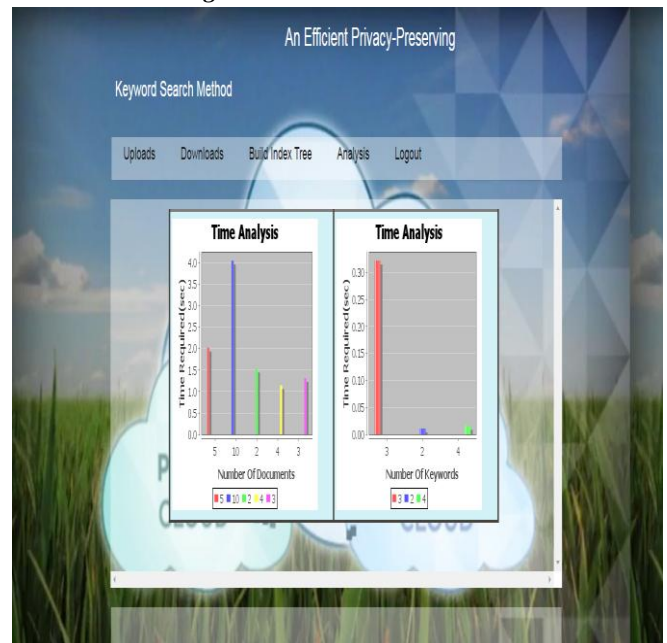 An Efficient Privacy-Preserving
Keyword Search Method
Uploads Downloads Build Index Tree Analysis Logout
Time Analysis
Time Required(sec)
4.0
3.5
3.0
2.5
2.0
1.5
1.0
0.5
0.0
5 10 2 4 3
Number Of Documents
5 10 2 4 3
Time Analysis
Time Required(sec)
0.30
0.25
0.20
0.15
0.10
0.05
0.00
3 2 4
Number Of Keywords
3 2 4
CLOUD